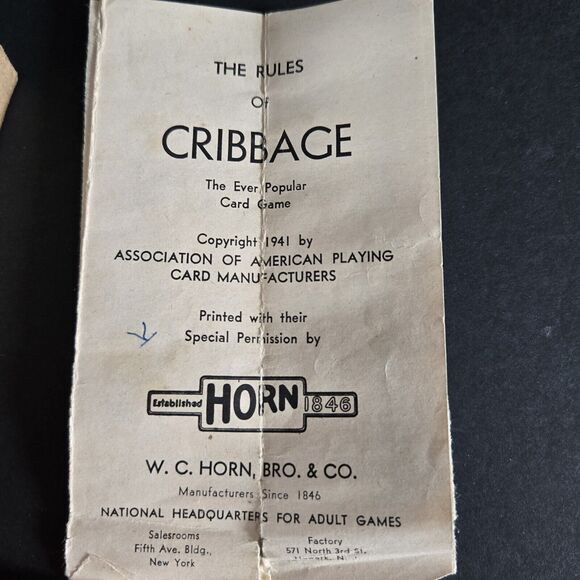 THE RULES
Of
CRIBBAGE
The Ever Popular
Card Game
Copyright 1941 by
ASSOCIATION OF AMERICAN PLAYING
CARD MANUFACTURERS
Printed with their
Special Permission by
Established HORN 1846
W. C. HORN, BRO. & CO.
Manufacturers Since 1846
NATIONAL HEADQUARTERS FOR ADULT GAMES
Salesrooms
Fifth Ave. Bldg.,
New York
Factory
571 North 3rd St.